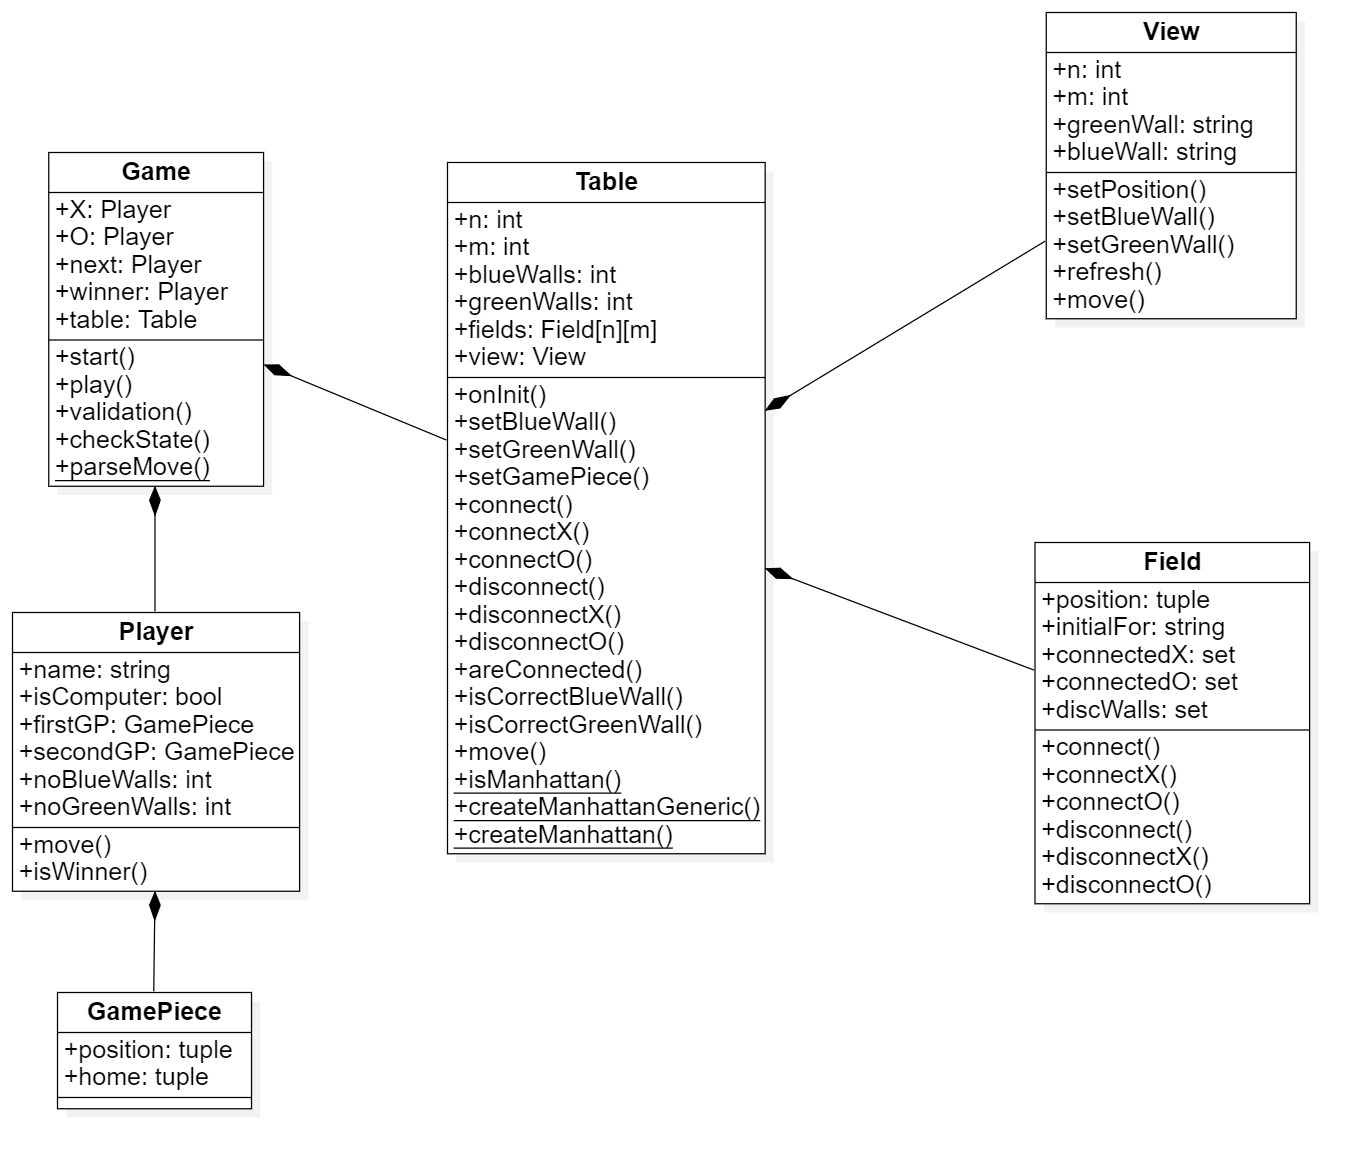 Game
+X: Player
+O: Player
+next: Player
+winner: Player
+table: Table
+start()
+play()
+validation()
+checkState()
+parseMove()
Player
+name: string
+isComputer: bool
+firstGP: GamePiece
+secondGP: GamePiece
+noBlueWalls: int
+noGreenWalls: int
+move()
+isWinner()
GamePiece
+position: tuple
+home: tuple
Table
+n: int
+m: int
+blueWalls: int
+greenWalls: int
+fields: Field[n][m]
+view: View
+onInit()
+setBlueWall()
+setGreenWall()
+setGamePiece()
+connect()
+connectX()
+connectO()
+disconnect()
+disconnectX()
+disconnectO()
+areConnected()
+isCorrectBlueWall()
+isCorrectGreenWall()
+move()
+isManhattan()
+createManhattanGeneric()
+createManhattan()
View
+n: int
+m: int
+greenWall: string
+blueWall: string
+setPosition()
+setBlueWall()
+setGreenWall()
+refresh()
+move()
Field
+position: tuple
+initialFor: string
+connectedX: set
+connectedO: set
+discWalls: set
+connect()
+connectX()
+connectO()
+disconnect()
+disconnectX()
+disconnectO()